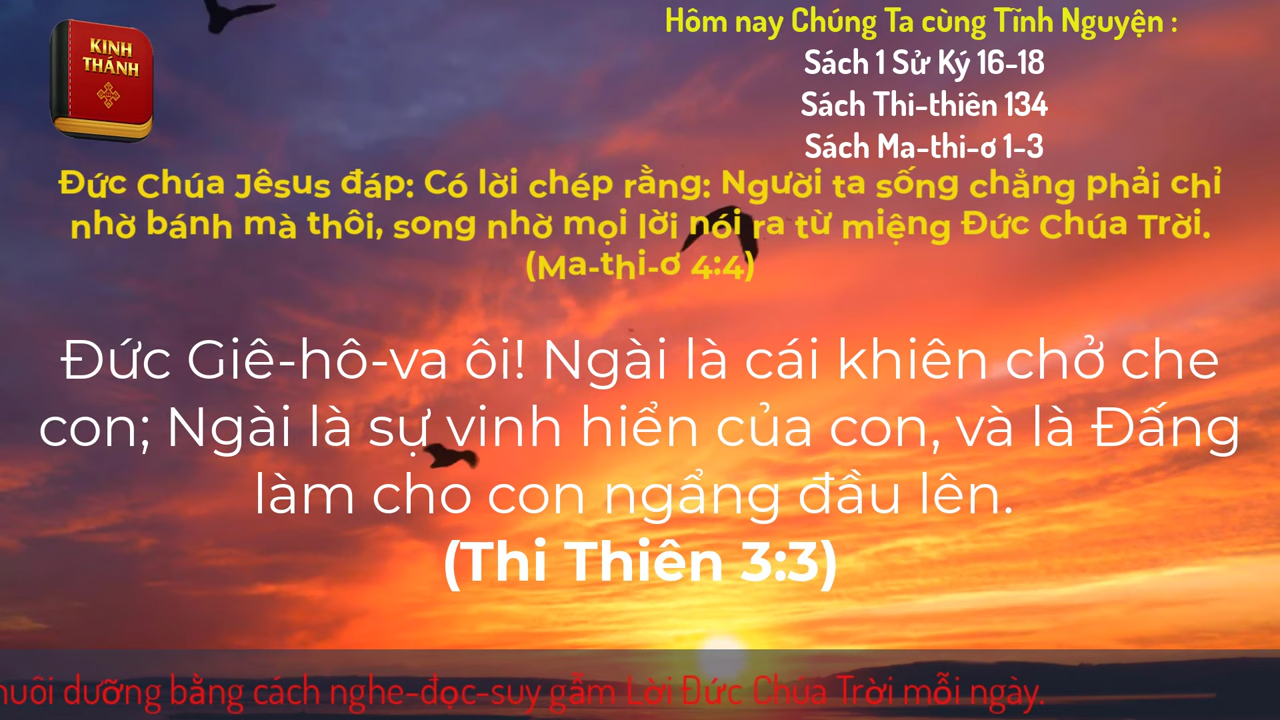 KINH
THÁNH
Hôm nay Chúng Ta cùng Tĩnh Nguyện :
Sách 1 Sử Ký 16-18
Sách Thi-thiên 134
Sách Ma-thi-ơ 1-3
Đức Chúa Jêsus đáp: Có lời chép rằng: Người ta sống chẳng phải chỉ
nhờ bánh mà thôi, song nhờ mọi lời nói ra từ miệng Đức Chúa Trời.
(Ma-thi-ơ 4:4)
Đức Giê-hô-va ôi! Ngài là cái khiên chở che
con; Ngài là sự vinh hiển của con, và là Đấng
làm cho con ngẩng đầu lên.
(Thi Thiên 3:3)
nuôi dưỡng bằng cách nghe-đọc-suy gẫm Lời Đức Chúa Trời mỗi ngày.